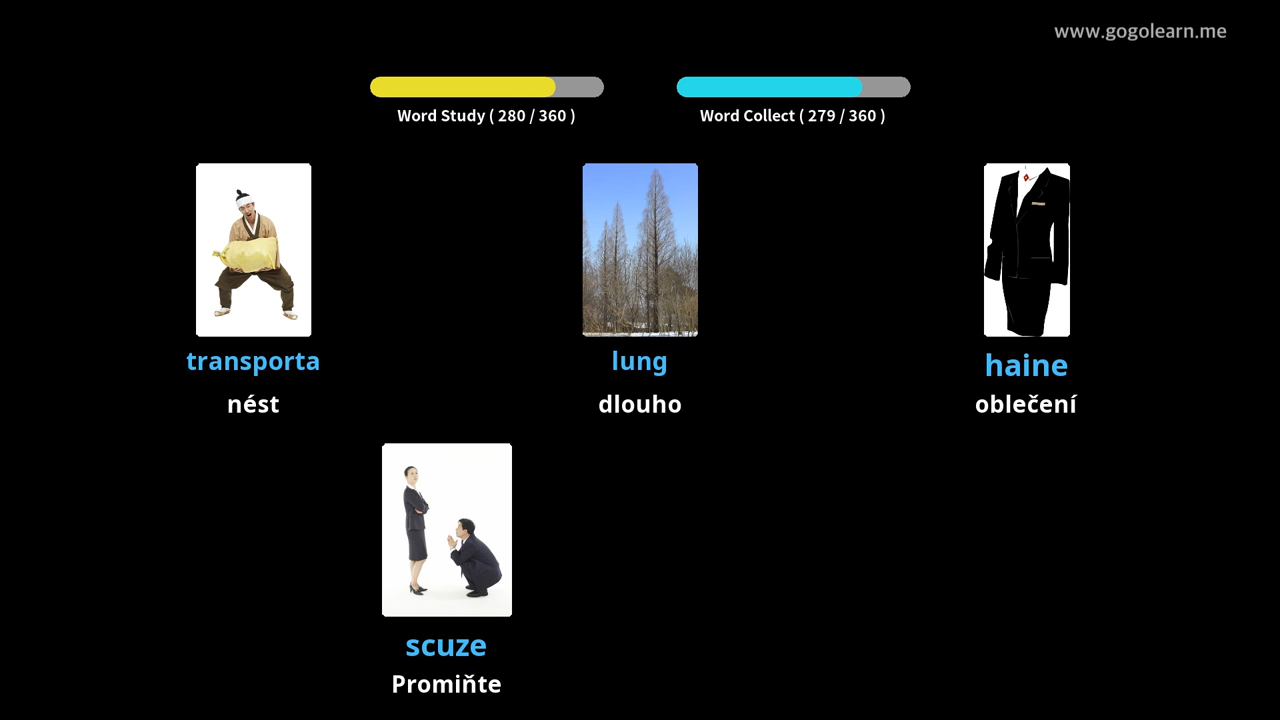 www.gogolearn.me
Word Study ( 280 / 360 )
Word Collect ( 279 / 360 )
transporta
lung
haine
nést
dlouho
oblečení
scuze
Promiňte